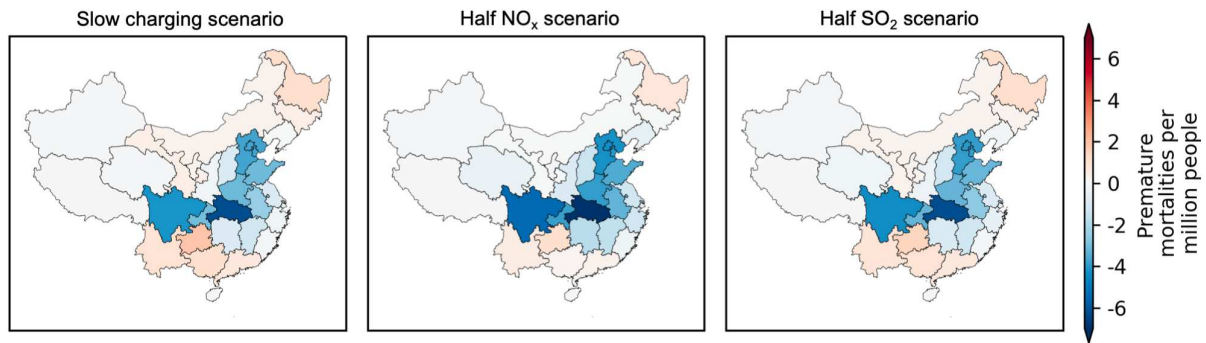 Slow charging scenario
Half NOx scenario
Half SO2 scenario
6
4
2
0
-2
-4
-6
Premature
mortalities per
million people